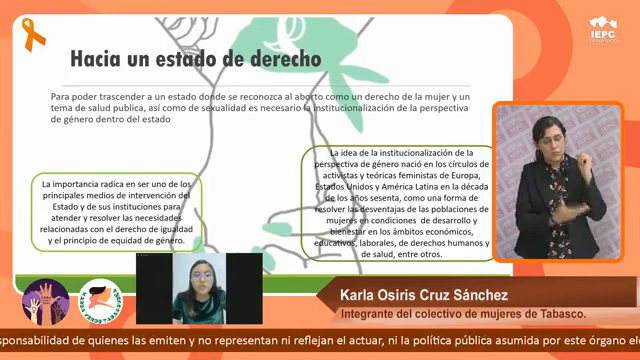 Hacia un estado de derecho
IEPC
TABASCO
Para poder trascender a un estado donde se reconozca al aborto como un derecho de la mujer y un
tema de salud publica, así como de sexualidad es necesario la institucionalización de la perspectiva
de género dentro del estado
La importancia radica en ser uno de los
principales medios de intervención del
Estado y de sus instituciones para
atender y resolver las necesidades
relacionadas con el derecho de igualdad
y el principio de equidad de género.
La idea de la institucionalización de la
perspectiva de género nació en los círculos de
activistas y teóricas feministas de Europa,
Estados Unidos y América Latina en la década
de los años sesenta, como una forma de
resolver las desventajas de las poblaciones de
mujeres en condiciones de desarrollo y
bienestar en los ámbitos económicos,
educativos, laborales, de derechos humanos y
de salud, entre otros.
MAREA VERDE TABASCO
Karla Osiris Cruz Sánchez
Integrante del colectivo de mujeres de Tabasco.
sponsabilidad de quienes las emiten y no representan ni reflejan el actuar, ni la política pública asumida por este órgano el